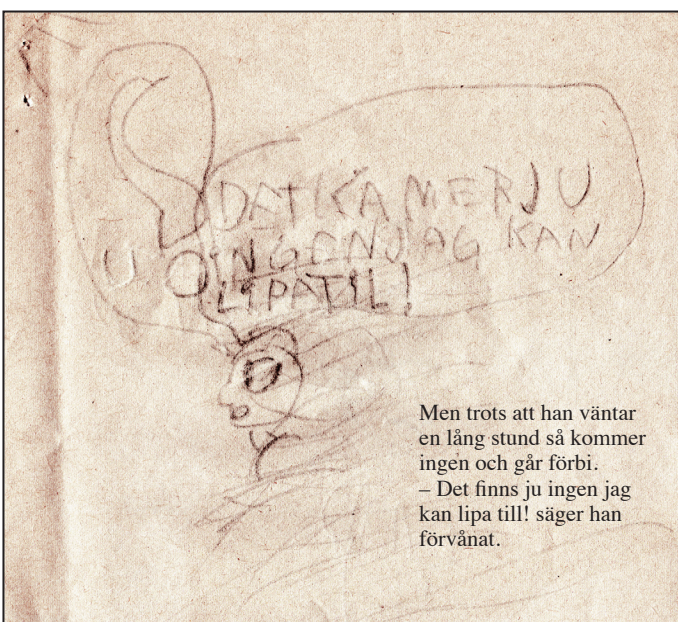 DATKAMERJU
INGENJAG KAN
LIPATIL!
Men trots att han väntar
en lång stund så kommer
ingen och går förbi.
– Det finns ju ingen jag
kan lipa till! säger han
förvånat.